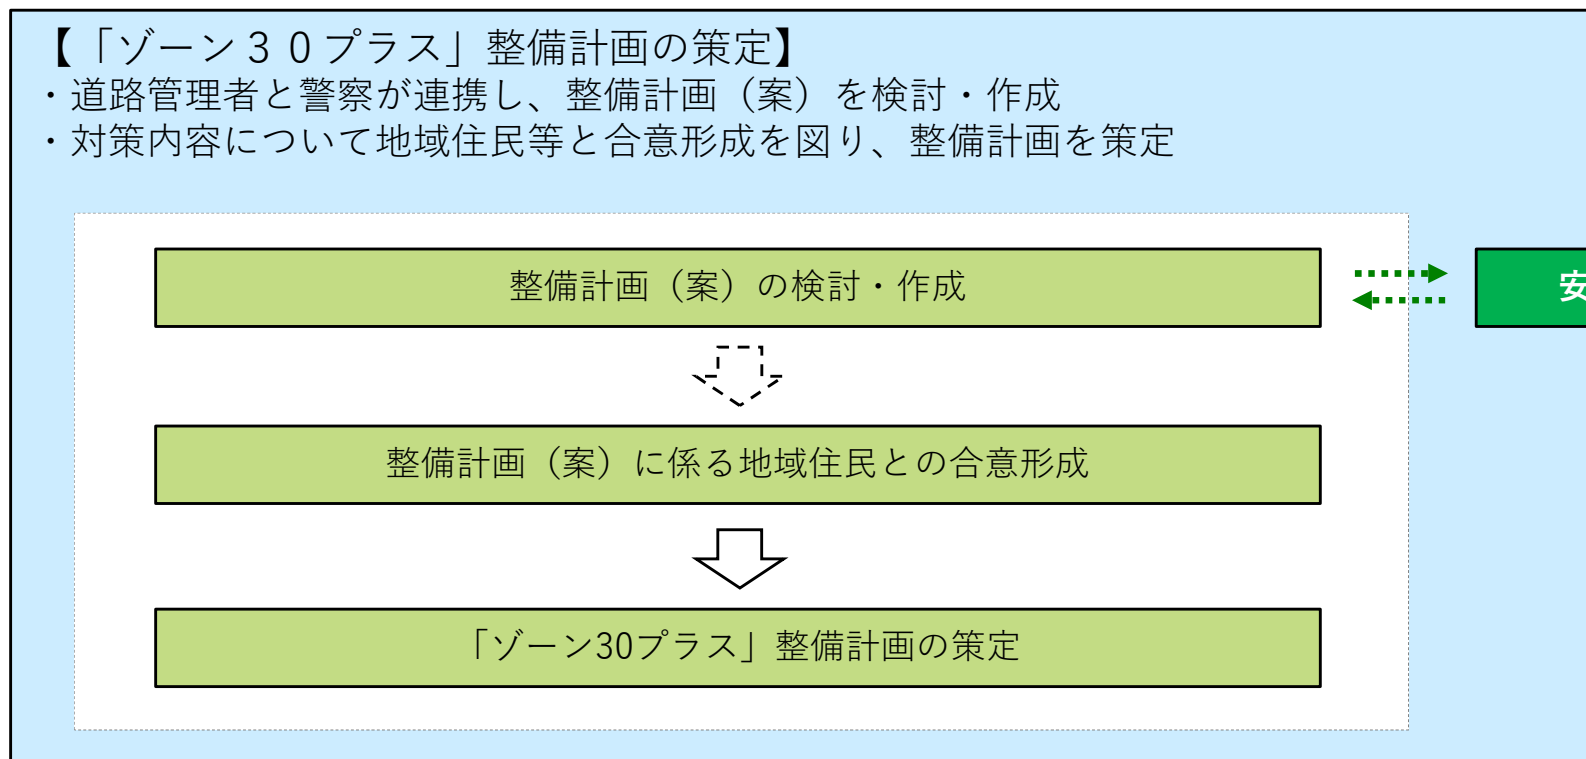 【「ゾーン３０プラス」整備計画の策定】
・道路管理者と警察が連携し、整備計画（案）を検討・作成
・対策内容について地域住民等と合意形成を図り、整備計画を策定
整備計画（案）の検討・作成
安
整備計画（案）に係る地域住民との合意形成
「ゾーン30プラス」整備計画の策定